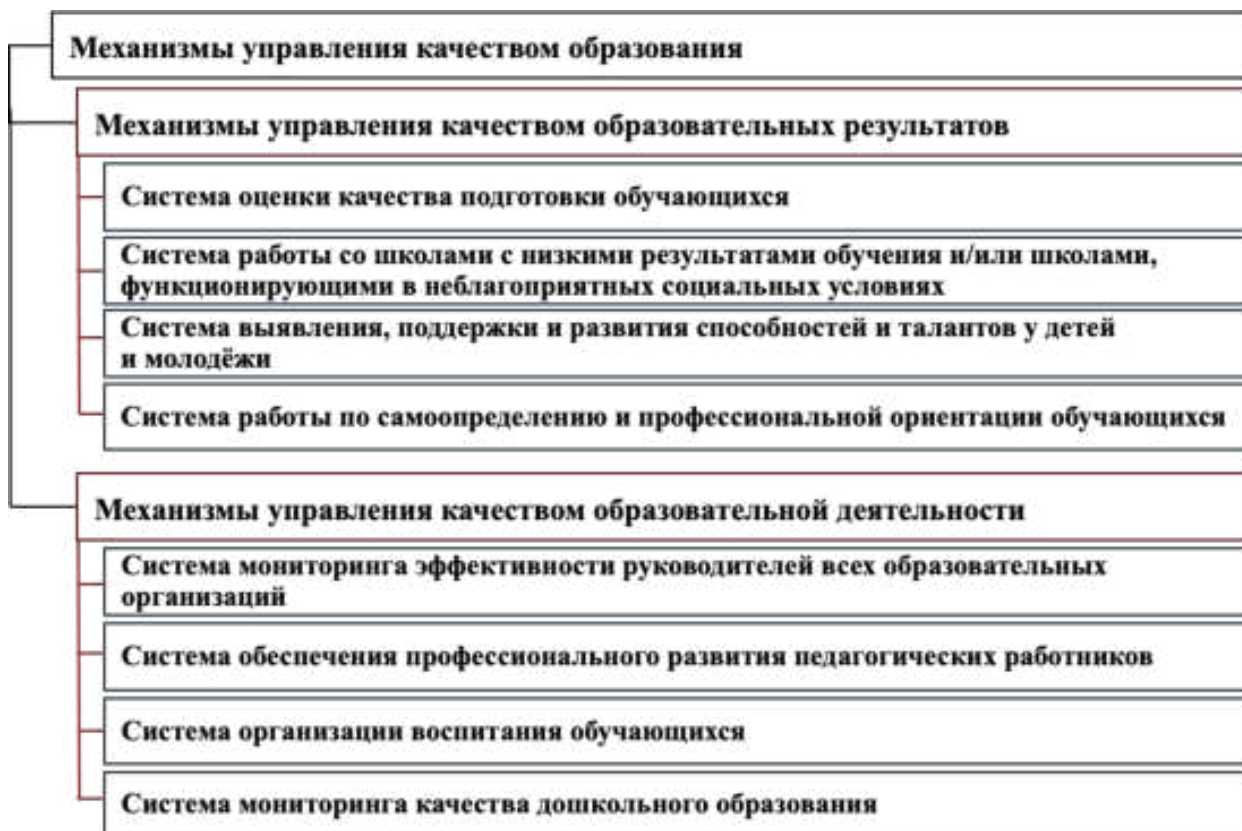 Механизмы управления качеством образования
Механизмы управления качеством образовательных результатов
Система оценки качества подготовки обучающихся
Система работы со школами с низкими результатами обучения и/или школами,
функционирующими в неблагоприятных социальных условиях
Система выявления, поддержки и развития способностей и талантов у детей
и молодёжи
Система работы по самоопределению и профессиональной ориентации обучающихся
Механизмы управления качеством образовательной деятельности
Система мониторинга эффективности руководителей всех образовательных
организаций
Система обеспечения профессионального развития педагогических работников
Система организации воспитания обучающихся
Система мониторинга качества дошкольного образования